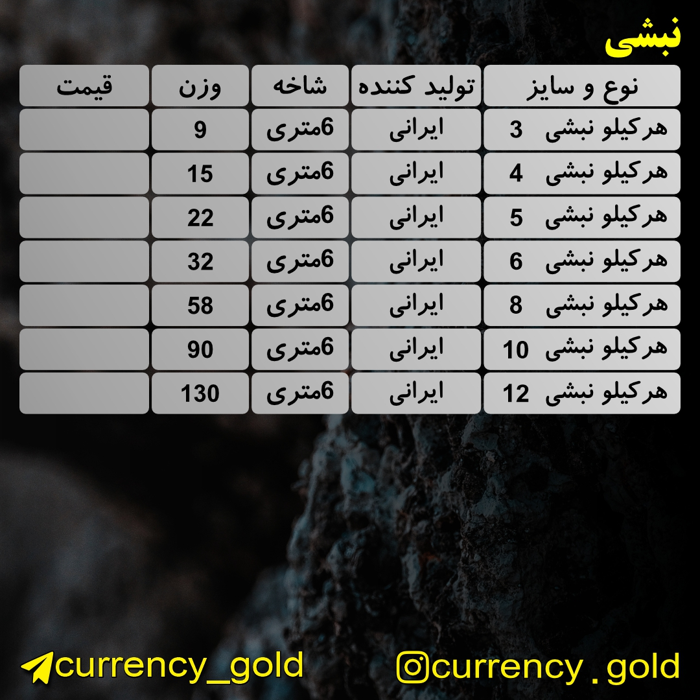 نبشی
نوع و سایز تولید کننده شاخه وزن قیمت
هرکیلو نبشی 3 ایرانی 6متری 9
هرکیلو نبشی 4 ایرانی 6متری 15
هرکیلو نبشی 5 ایرانی 6متری 22
هرکیلو نبشی 6 ایرانی 6متری 32
هرکیلو نبشی 8 ایرانی 6متری 58
هرکیلو نبشی 10 ایرانی 6متری 90
هرکیلو نبشی 12 ایرانی 6متری 130
currency_gold currency.gold